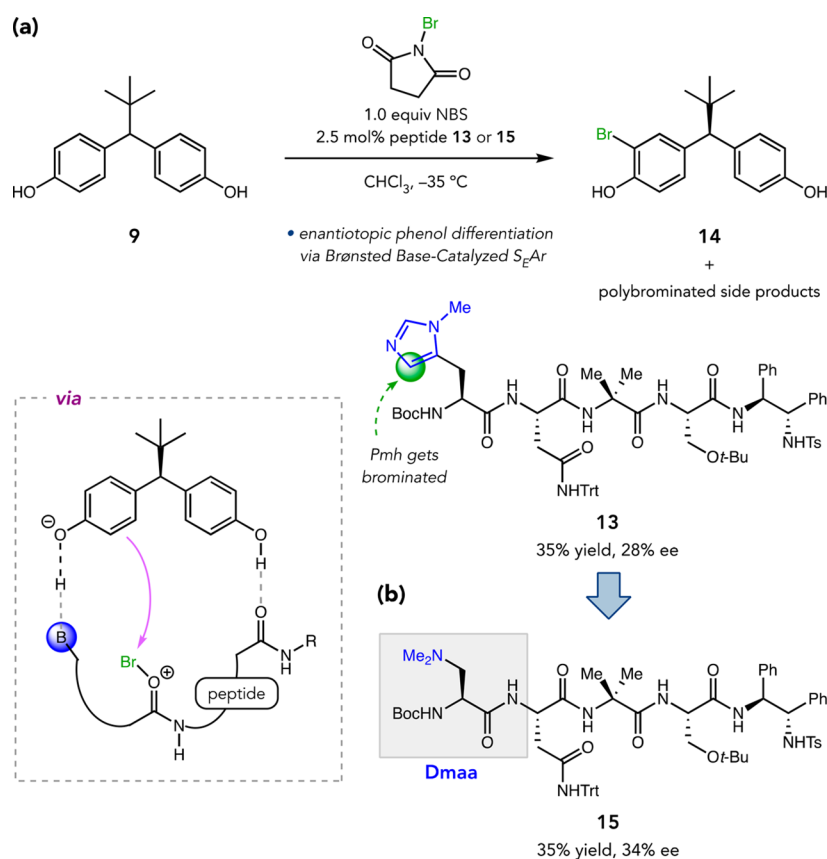 (a)
Br
O
N
O
1.0 equiv NBS
2.5 mol% peptide 13 or 15
CHCl3, –35 °C
HO
OH
9
• enantiotopic phenol differentiation
via Brønsted Base-Catalyzed SEAr
Br
HO
OH
14
+
polybrominated side products
N
N
Me
Pmh gets
brominated
BocHN
O
H
N
O
NHTrt
N
H
Me
Me
O
H
N
Ot-Bu
O
N
H
Ph
Ph
NHTs
13
35% yield, 28% ee
via
⊖
O
H
B
Br
O
⊕
N
H
peptide
O
H
O
N
H
R
(b)
Me2N
BocHN
O
H
N
O
NHTrt
Dmaa
N
H
Me
Me
O
H
N
Ot-Bu
O
N
H
Ph
Ph
NHTs
15
35% yield, 34% ee